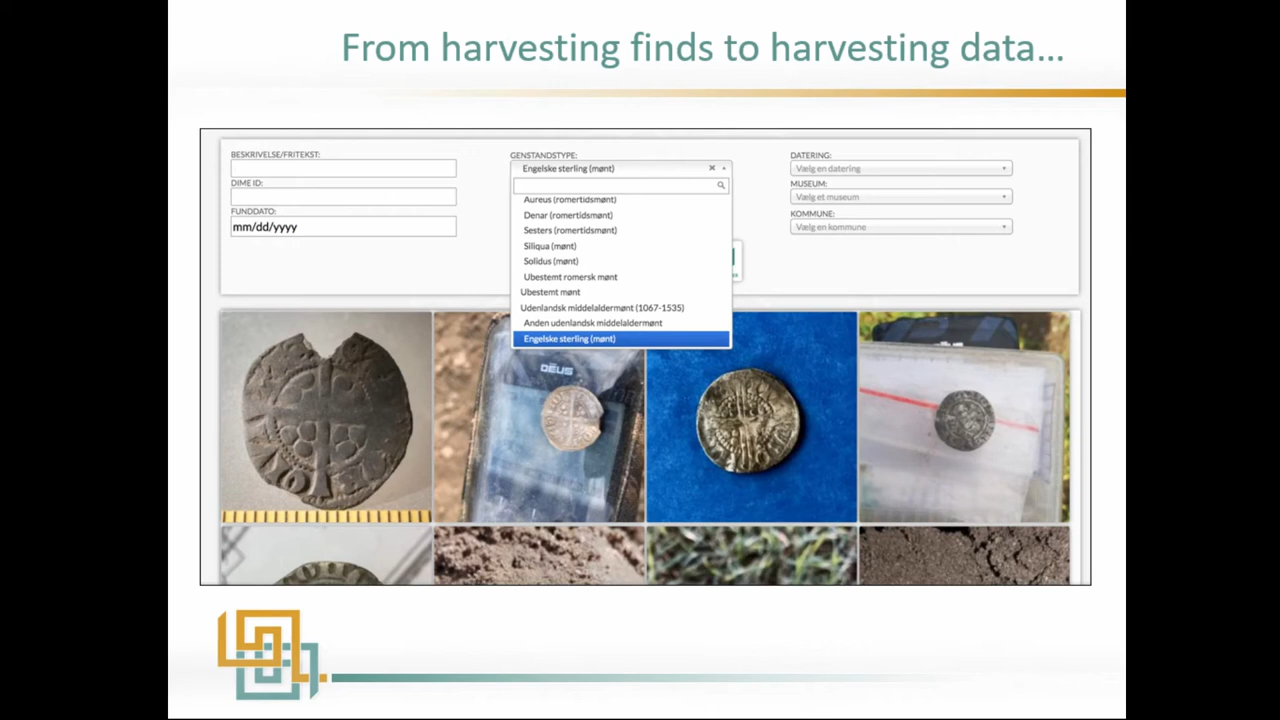 From harvesting finds to harvesting data...
BESKRIVELSE/FRITEKST:
DIME ID:
FUNDDATO:
mm/dd/yyyy
GENSTANDSTYPE:
Engelske sterling (mønt)
Aureus (romertidsmønt)
Denar (romertidsmønt)
Sesters (romertidsmønt)
Siliqua (mønt)
Solidus (mønt)
Ubestemt romersk mønt
Ubestemt mønt
Udenlandsk middelaldermønt (1067-1535)
Anden udenlandsk middelaldermønt
Engelske sterling (mønt)
DATERING:
Vælg en datering
MUSEUM:
Vælg et museum
KOMMUNE:
Vælg en kommune
DEUS